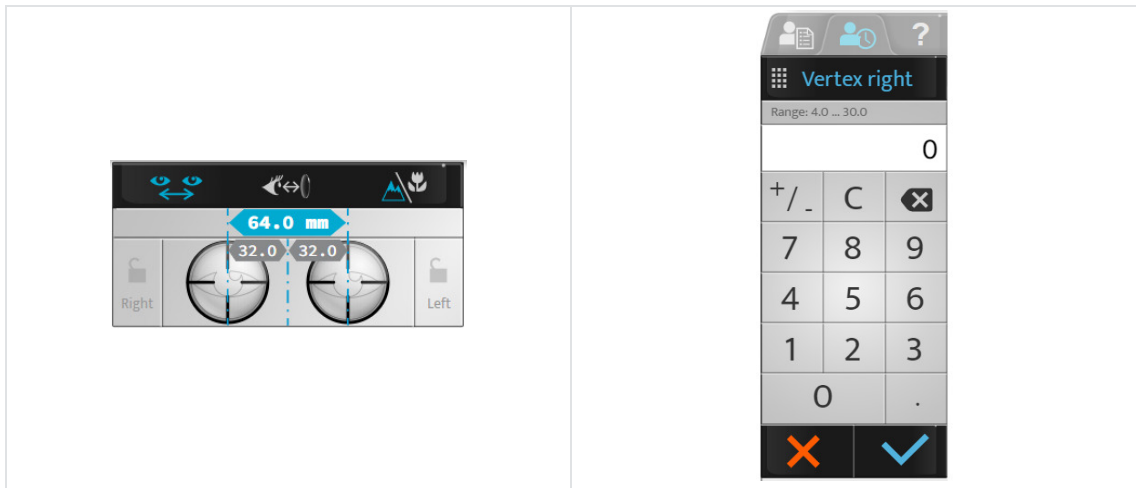 64.0 mm
32.0 32.0
Right Left
?
Vertex right
Range: 4.0 ... 30.0
0
+/- C
7 8 9
4 5 6
1 2 3
0 .